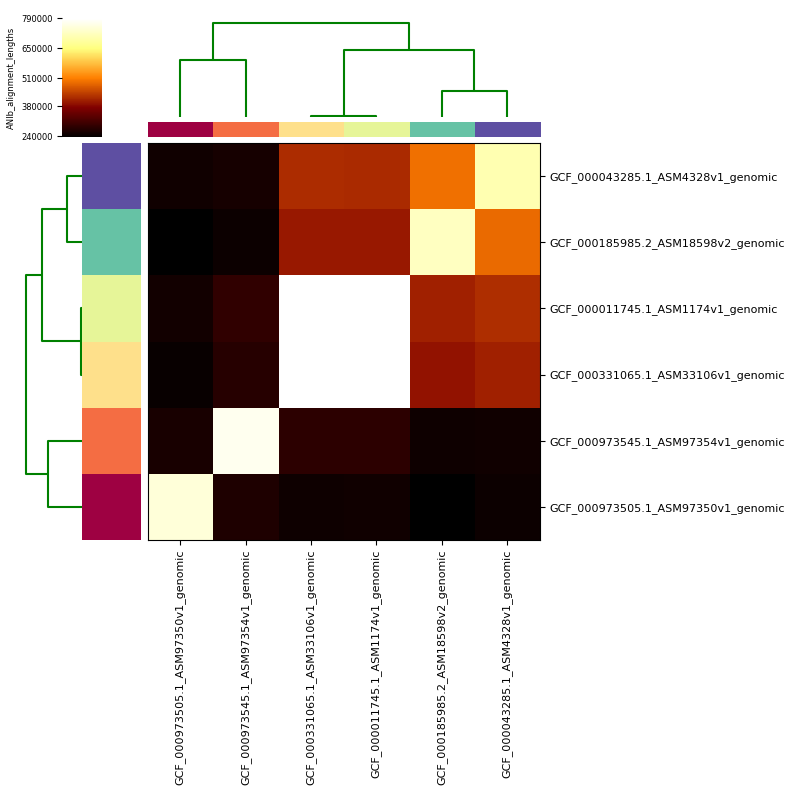 790000
650000
510000
380000
240000
ANIb_alignment_lengths
GCF_000043285.1_ASM4328v1_genomic
GCF_000185985.2_ASM18598v2_genomic
GCF_000011745.1_ASM1174v1_genomic
GCF_000331065.1_ASM33106v1_genomic
GCF_000973545.1_ASM97354v1_genomic
GCF_000973505.1_ASM97350v1_genomic
GCF_000973505.1_ASM97350v1_genomic
GCF_000973545.1_ASM97354v1_genomic
GCF_000331065.1_ASM33106v1_genomic
GCF_000011745.1_ASM1174v1_genomic
GCF_000185985.2_ASM18598v2_genomic
GCF_000043285.1_ASM4328v1_genomic